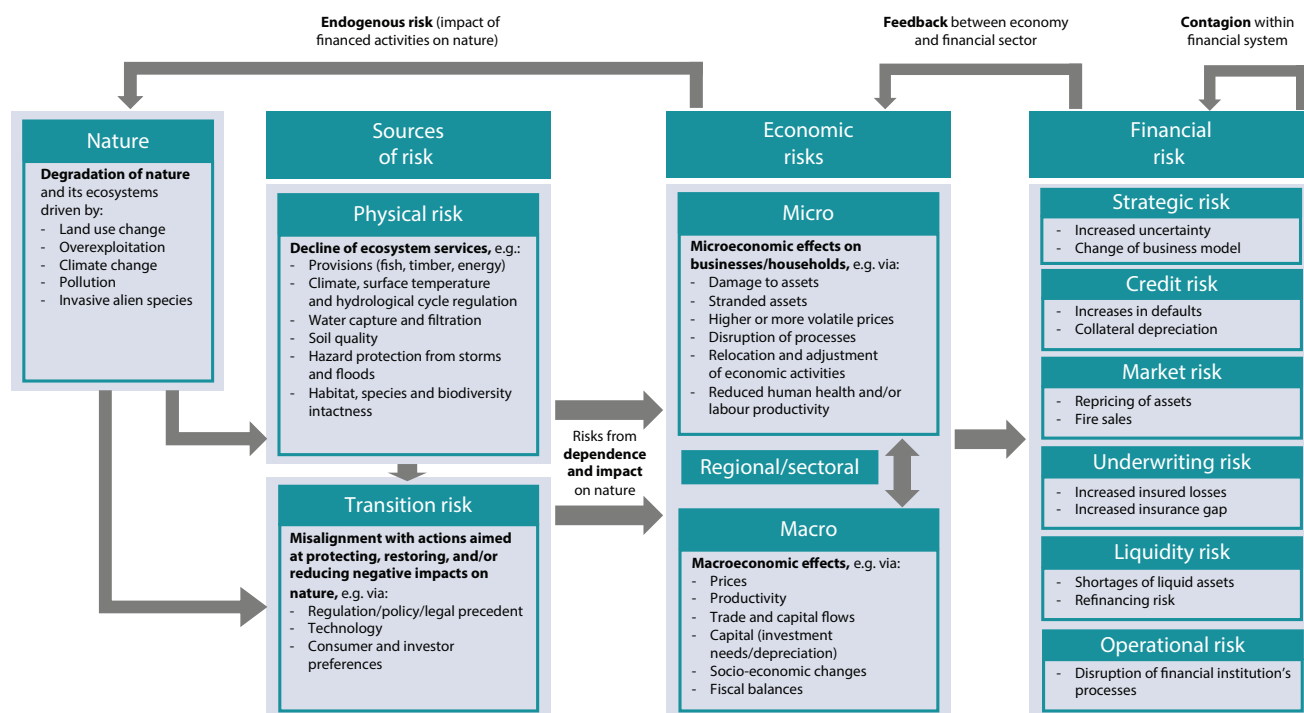 Endogenous risk (impact of
financed activities on nature)
Feedback between economy
and financial sector
Contagion within
financial system
Nature
Degradation of nature
and its ecosystems
driven by:
- Land use change
- Overexploitation
- Climate change
- Pollution
- Invasive alien species
Sources
of risk
Physical risk
Decline of ecosystem services, e.g.:
- Provisions (fish, timber, energy)
- Climate, surface temperature
and hydrological cycle regulation
- Water capture and filtration
- Soil quality
- Hazard protection from storms
and floods
- Habitat, species and biodiversity
intactness
Transition risk
Misalignment with actions aimed
at protecting, restoring, and/or
reducing negative impacts on
nature, e.g. via:
- Regulation/policy/legal precedent
- Technology
- Consumer and investor
preferences
Risks from
dependence
and impact
on nature
Economic
risks
Micro
Microeconomic effects on
businesses/households, e.g. via:
- Damage to assets
- Stranded assets
- Higher or more volatile prices
- Disruption of processes
- Relocation and adjustment
of economic activities
- Reduced human health and/or
labour productivity
Regional/sectoral
Macro
Macroeconomic effects, e.g. via:
- Prices
- Productivity
- Trade and capital flows
- Capital (investment
needs/depreciation)
- Socio-economic changes
- Fiscal balances
Financial
risk
Strategic risk
- Increased uncertainty
- Change of business model
Credit risk
- Increases in defaults
- Collateral depreciation
Market risk
- Repricing of assets
- Fire sales
Underwriting risk
- Increased insured losses
- Increased insurance gap
Liquidity risk
- Shortages of liquid assets
- Refinancing risk
Operational risk
- Disruption of financial institution's
processes